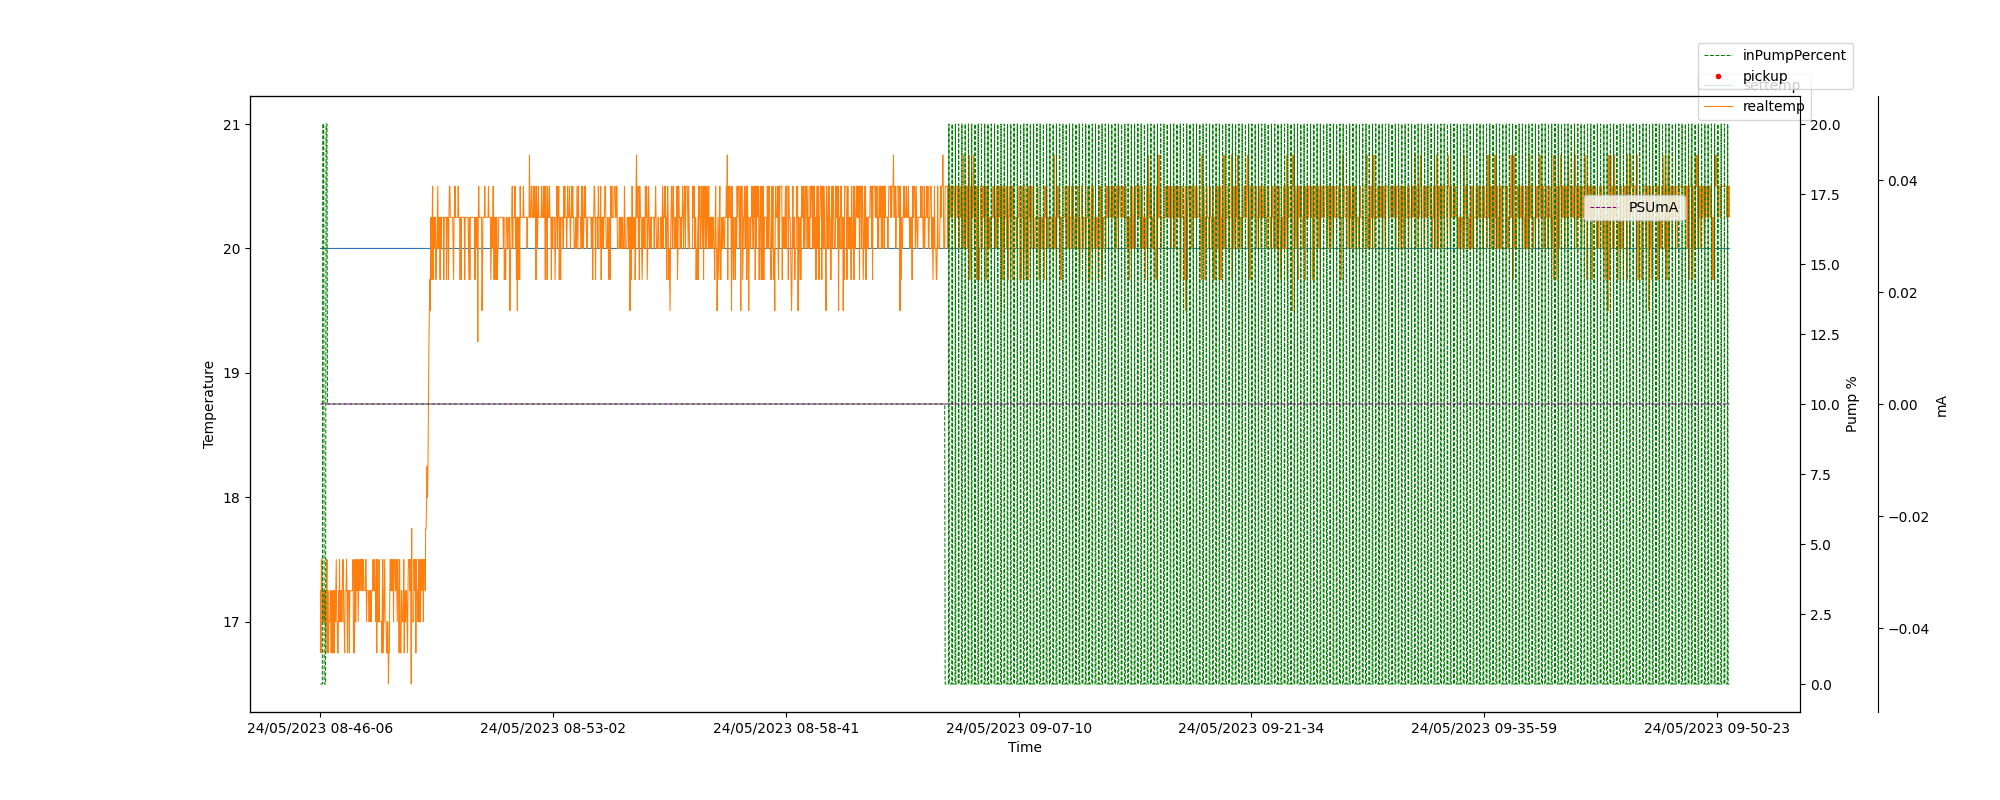 inPumpPercent
pickup
settemp
realtemp
PSUmA
21
20
19
18
17
Temperature
20.0
17.5
15.0
12.5
10.0
7.5
5.0
2.5
0.0
Pump %
0.04
0.02
0.00
−0.02
−0.04
mA
24/05/2023 08-46-06
24/05/2023 08-53-02
24/05/2023 08-58-41
24/05/2023 09-07-10
24/05/2023 09-21-34
24/05/2023 09-35-59
24/05/2023 09-50-23
Time